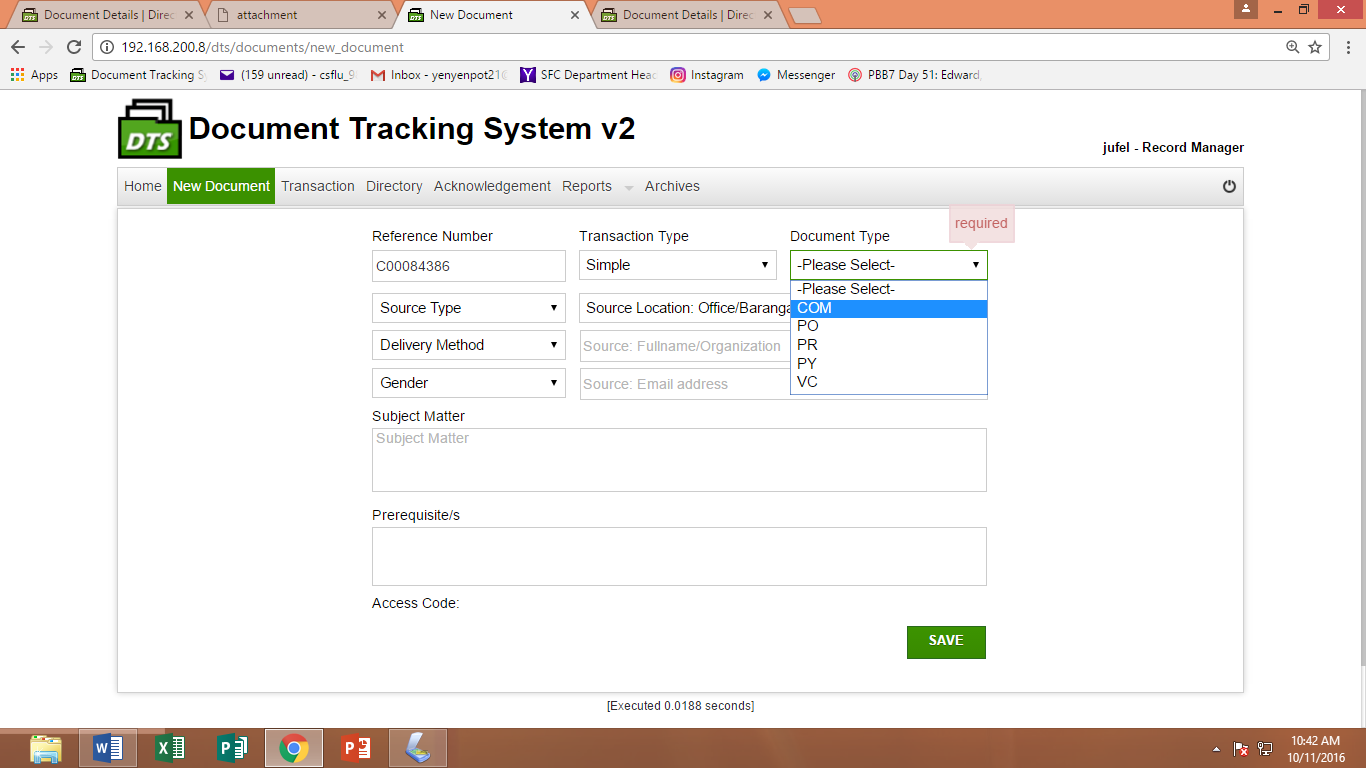 Document Details | Direc
attachment
New Document
Document Details | Direc
192.168.200.8/dts/documents/new_document
Apps
Document Tracking S
(159 unread) - csflu_9
Inbox - yenyenpot21@
SFC Department Head
Instagram
Messenger
PBB7 Day 51: Edward,
DTS
Document Tracking System v2
jufel - Record Manager
Home New Document Transaction Directory Acknowledgement Reports Archives
required
Reference Number Transaction Type Document Type
C00084386 Simple -Please Select-
-Please Select-
COM
PO
PR
PY
VC
Source Type Source Location: Office/Baranga
Delivery Method Source: Fullname/Organization
Gender Source: Email address
Subject Matter
Subject Matter
Prerequisite/s
Access Code:
SAVE
[Executed 0.0188 seconds]
10:42 AM
10/11/2016